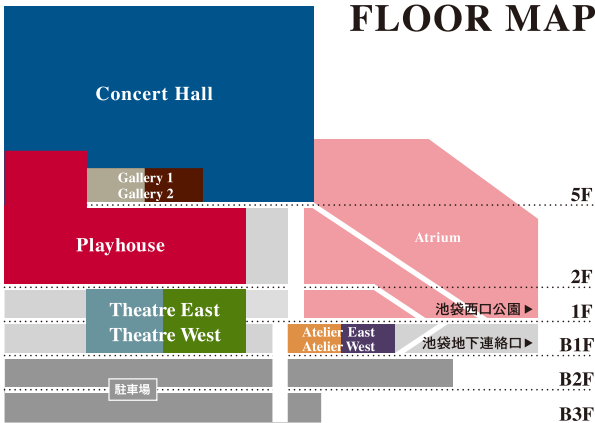 FLOOR MAP
Concert Hall
Gallery 1
Gallery 2
5F
Playhouse
Atrium
2F
Theatre East
池袋西口公園▶
1F
Theatre West
Atelier East
Atelier West
池袋地下連絡口▶
B1F
B2F
駐車場
B3F